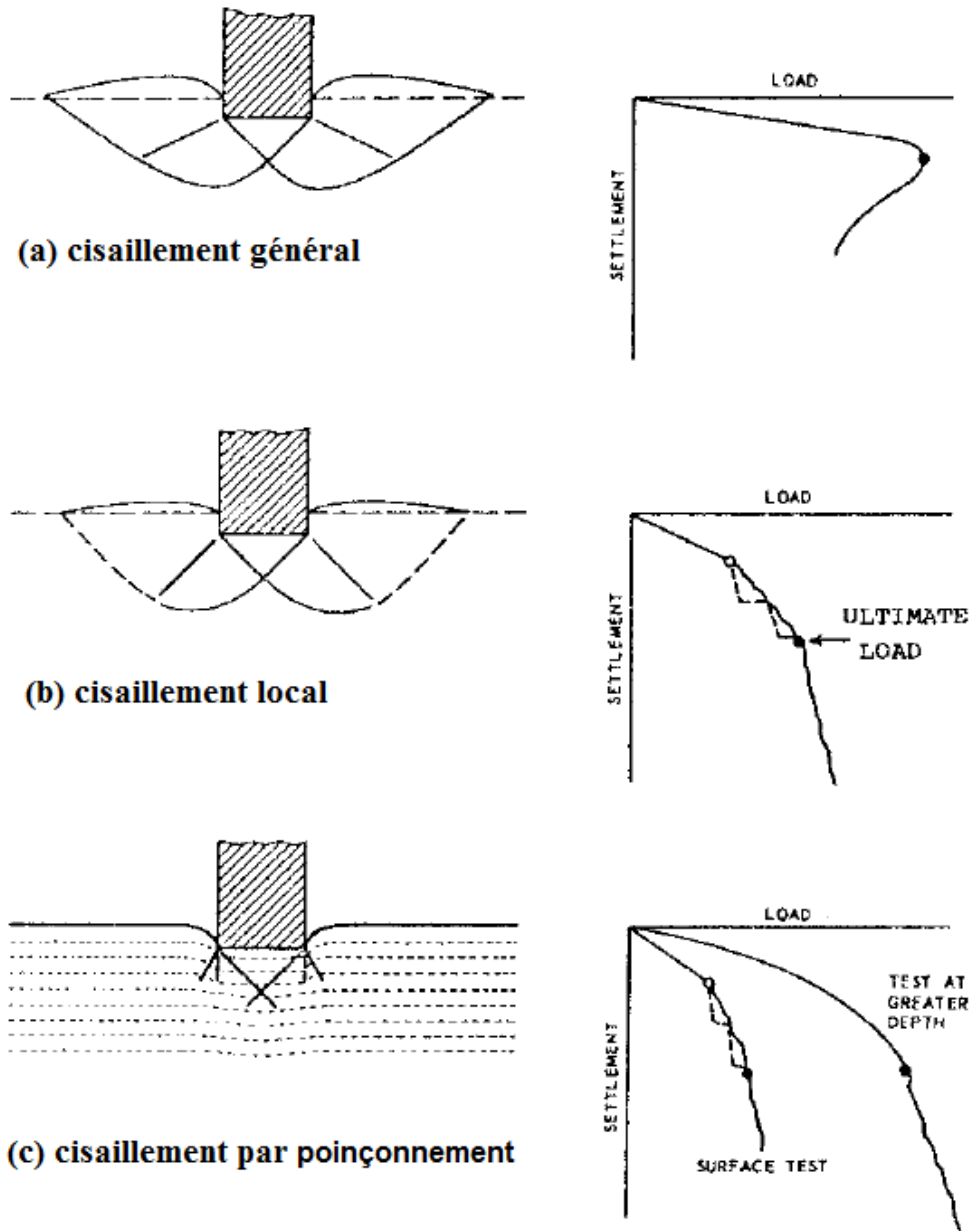 LOAD
SETTLEMENT
(a) cisaillement général
LOAD
SETTLEMENT
ULTIMATE
LOAD
(b) cisaillement local
LOAD
SETTLEMENT
TEST AT
GREATER
DEPTH
SURFACE TEST
(c) cisaillement par poinçonnement